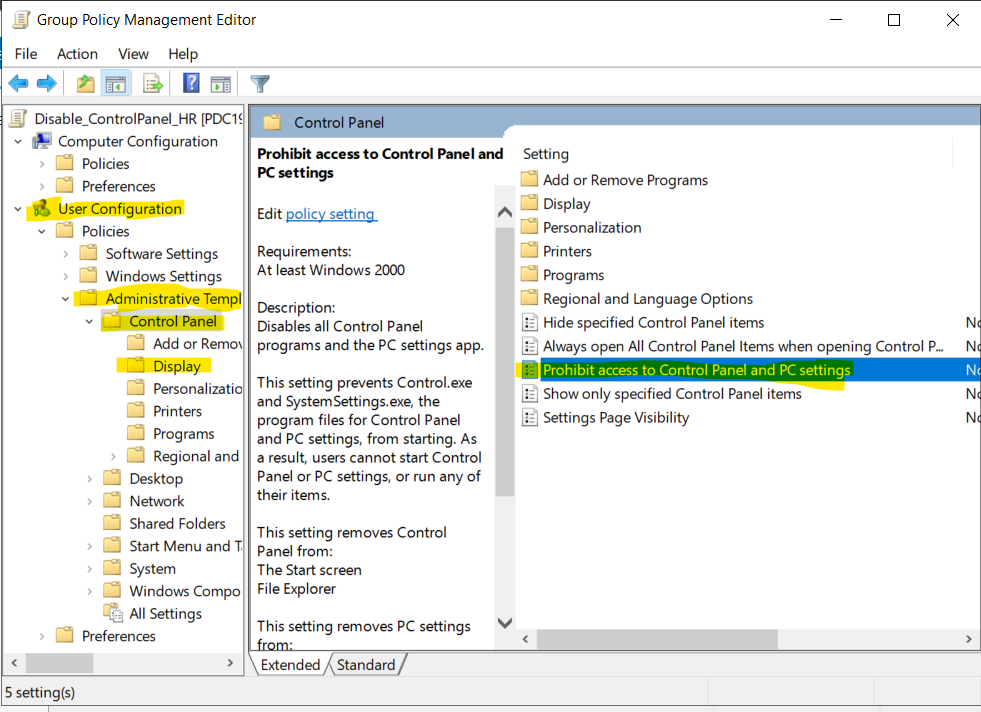 Group Policy Management Editor
File Action View Help
Disable_ControlPanel_HR [PDC19
Computer Configuration
Policies
Preferences
User Configuration
Policies
Software Settings
Windows Settings
Administrative Templ
Control Panel
Add or Remov
Display
Personalizatio
Printers
Programs
Regional and
Desktop
Network
Shared Folders
Start Menu and T
System
Windows Compo
All Settings
Preferences
Control Panel
Prohibit access to Control Panel and
PC settings
Edit policy setting
Requirements:
At least Windows 2000
Description:
Disables all Control Panel
programs and the PC settings app.
This setting prevents Control.exe
and SystemSettings.exe, the
program files for Control Panel
and PC settings, from starting. As
a result, users cannot start Control
Panel or PC settings, or run any of
their items.
This setting removes Control
Panel from:
The Start screen
File Explorer
This setting removes PC settings
from:
Setting
Add or Remove Programs
Display
Personalization
Printers
Programs
Regional and Language Options
Hide specified Control Panel items No
Always open All Control Panel Items when opening Control P... No
Prohibit access to Control Panel and PC settings No
Show only specified Control Panel items No
Settings Page Visibility No
Extended Standard
5 setting(s)